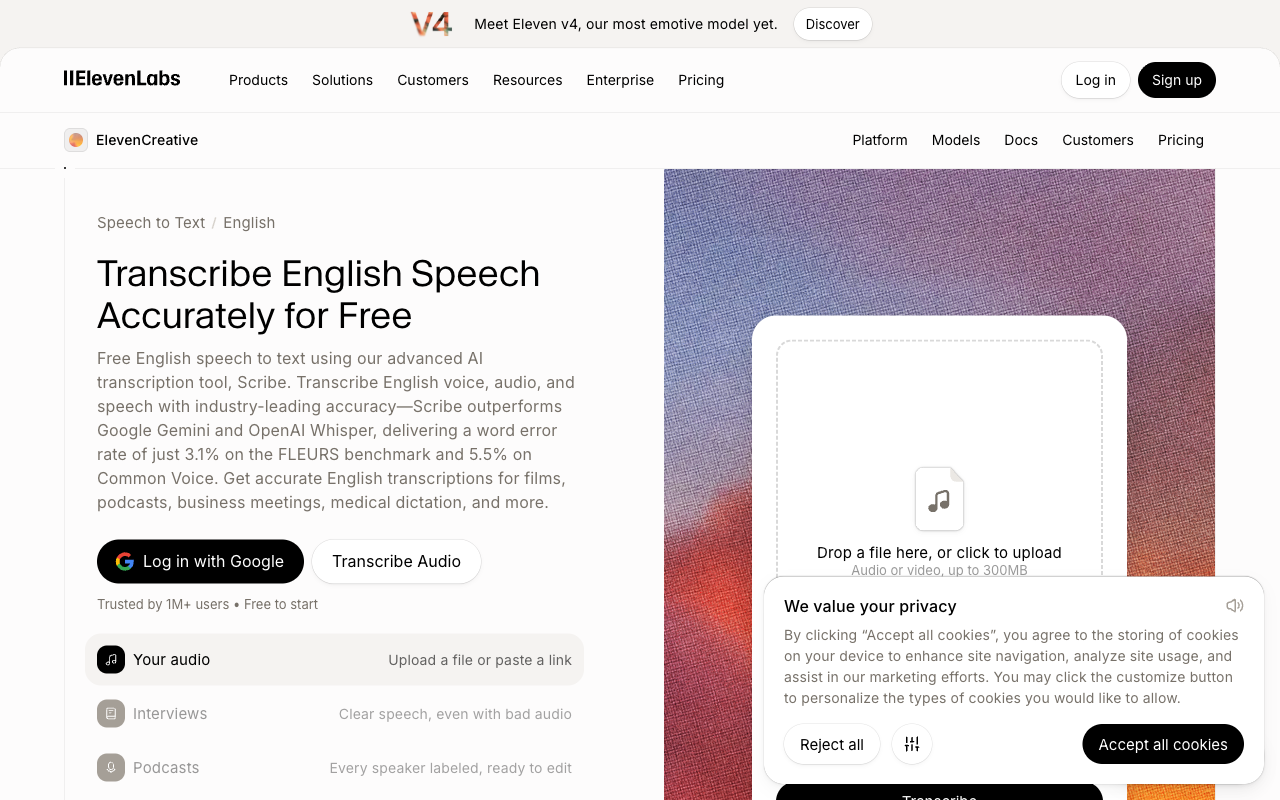 V4
Meet Eleven v4, our most emotive model yet.
Discover
IIElevenLabs
Products
Solutions
Customers
Resources
Enterprise
Pricing
Log in
Sign up
ElevenCreative
Platform
Models
Docs
Customers
Pricing
Speech to Text / English
Transcribe English Speech
Accurately for Free
Free English speech to text using our advanced AI
transcription tool, Scribe. Transcribe English voice, audio, and
speech with industry-leading accuracy—Scribe outperforms
Google Gemini and OpenAI Whisper, delivering a word error
rate of just 3.1% on the FLEURS benchmark and 5.5% on
Common Voice. Get accurate English transcriptions for films,
podcasts, business meetings, medical dictation, and more.
Log in with Google
Transcribe Audio
Trusted by 1M+ users • Free to start
Your audio
Upload a file or paste a link
Interviews
Clear speech, even with bad audio
Podcasts
Every speaker labeled, ready to edit
Drop a file here, or click to upload
Audio or video, up to 300MB
We value your privacy
By clicking “Accept all cookies”, you agree to the storing of cookies
on your device to enhance site navigation, analyze site usage, and
assist in our marketing efforts. You may click the customize button
to personalize the types of cookies you would like to allow.
Reject all
Accept all cookies
Transcribe